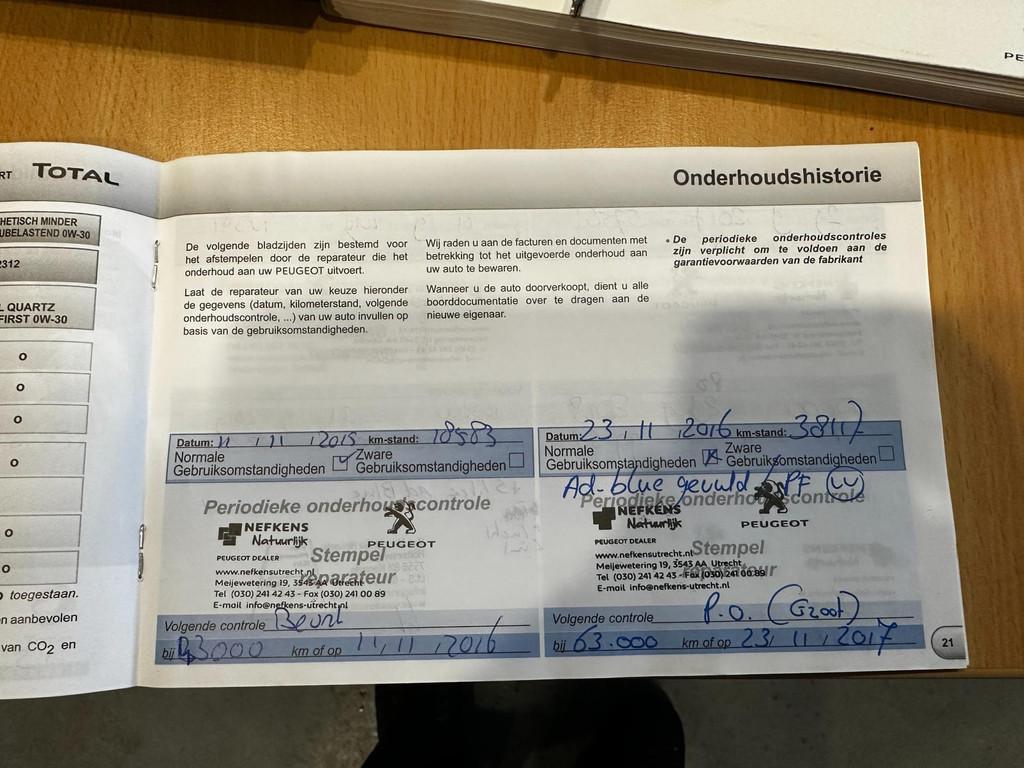 PE
RT TOTAL
HETISCH MINDER
UBELASTEND 0W-30
2312
L QUARTZ
FIRST 0W-30
o
o
o
o
o
o
toegestaan.
n aanbevolen
van CO2 en
Onderhoudshistorie
De volgende bladzijden zijn bestemd voor
het afstempelen door de reparateur die het
onderhoud aan uw PEUGEOT uitvoert.
Laat de reparateur van uw keuze hieronder
de gegevens (datum, kilometerstand, volgende
onderhoudscontrole, ...) van uw auto invullen op
basis van de gebruiksomstandigheden.
Wij raden u aan de facturen en documenten met
betrekking tot het uitgevoerde onderhoud aan
uw auto te bewaren.
Wanneer u de auto doorverkoopt, dient u alle
boorddocumentatie over te dragen aan de
nieuwe eigenaar.
• De periodieke onderhoudscontroles
zijn verplicht om te voldoen aan de
garantievoorwaarden van de fabrikant
Datum: 11 , 11 , 2015 km-stand: 18583
Normale Gebruiksomstandigheden
Zware Gebruiksomstandigheden
Periodieke onderhoudscontrole
NEFKENS
Natuurlijk
PEUGEOT
PEUGEOT DEALER
Stempel
reparateur
www.nefkensutrecht.nl
Meijewetering 19, 3543 AA Utrecht
Tel (030) 241 42 43 - Fax (030) 241 00 89
E-mail info@nefkens-utrecht.nl
Volgende controle Beurt
bij 43000 km of op 11, 11 , 2016
Datum: 23 , 11 , 2016 km-stand: 38117
Normale Gebruiksomstandigheden
Zware Gebruiksomstandigheden
Ad-blue gevuld / PF LW
Periodieke onderhoudscontrole
NEFKENS
Natuurlijk
PEUGEOT
PEUGEOT DEALER
Stempel
reparateur
www.nefkensutrecht.nl
Meijewetering 19, 3543 AA Utrecht
Tel (030) 241 42 43 - Fax (030) 241 00 89
E-mail info@nefkens-utrecht.nl
Volgende controle P.O. (Groot)
bij 63.000 km of op 23, 11 , 2017
21